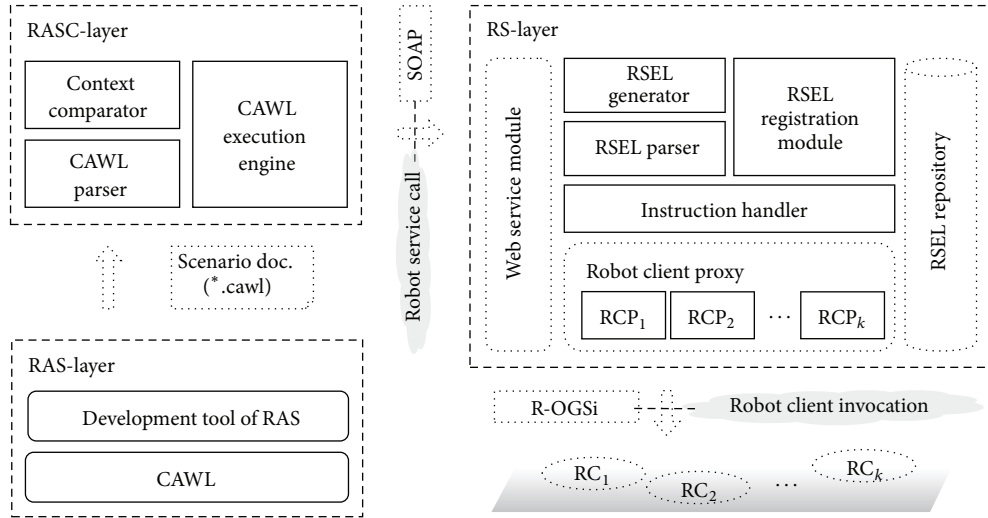 RASC-layer
Context
comparator
CAWL
parser
CAWL
execution
engine
Scenario doc.
(*.cawl)
RAS-layer
Development tool of RAS
CAWL
SOAP
Robot service call
RS-layer
Web service module
RSEL
generator
RSEL parser
RSEL
registration
module
Instruction handler
Robot client proxy
RCP1
RCP2
...
RCPk
RSEL repository
R-OGSi
Robot client invocation
RC1
RC2
...
RCk